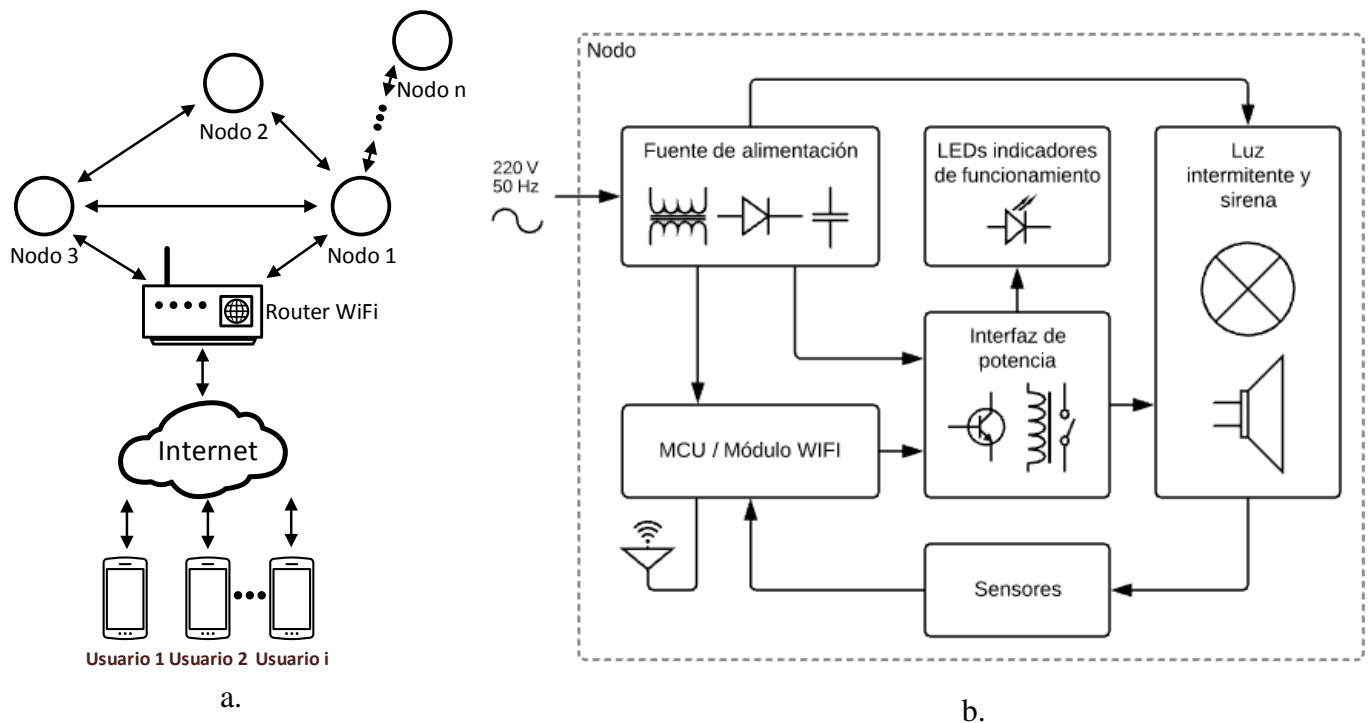 Nodo n
Nodo 2
Nodo 3
Nodo 1
Router WiFi
Internet
Usuario 1
Usuario 2
Usuario i
a.
Nodo
220 V
50 Hz
Fuente de alimentación
LEDs indicadores
de funcionamiento
Luz
intermitente y
sirena
Interfaz de
potencia
MCU / Módulo WIFI
Sensores
b.